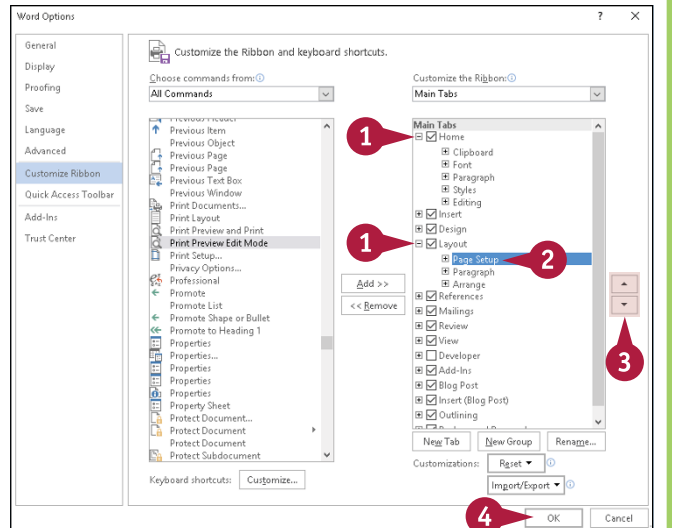 Word Options ? ×
General
Display
Proofing
Save
Language
Advanced
Customize Ribbon
Quick Access Toolbar
Add-Ins
Trust Center
Customize the Ribbon and keyboard shortcuts.
Choose commands from:
All Commands
Previous Header
Previous Item
Previous Object
Previous Page
Previous Page
Previous Text Box
Previous Window
Print Documents...
Print Layout
Print Preview and Print
Print Preview Edit Mode
Print Setup...
Privacy Options...
Professional
Promote
Promote List
Promote Shape or Bullet
Promote to Heading 1
Properties
Properties...
Properties
Properties
Properties
Property Sheet
Protect Document...
Protect Document
Protect Document
Protect Subdocument
Keyboard shortcuts: Customize...
Add >>
<< Remove
Customize the Ribbon:
Main Tabs
Main Tabs
1 Home
Clipboard
Font
Paragraph
Styles
Editing
Insert
Design
1 Layout
Page Setup 2
Paragraph
Arrange
References
Mailings
Review
View
Developer
Add-Ins
Blog Post
Insert (Blog Post)
Outlining
3
New Tab New Group Rename...
Customizations: Reset
Import/Export
4 OK Cancel